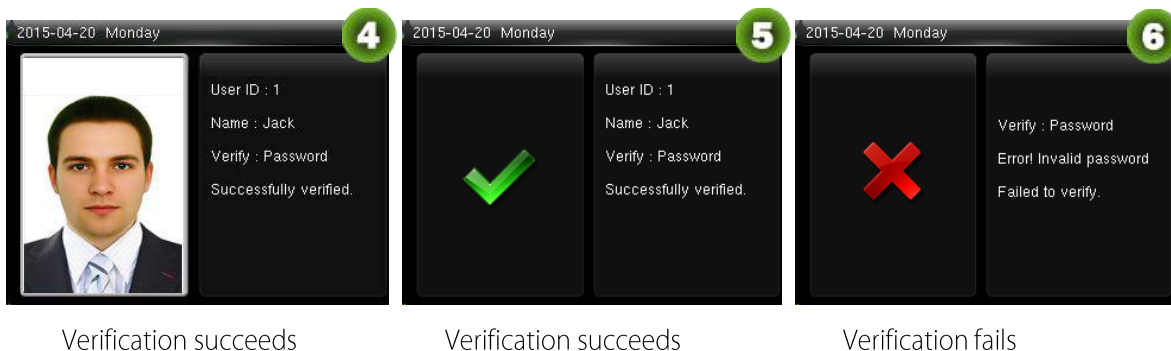 2015-04-20 Monday
4
User ID : 1
Name : Jack
Verify : Password
Successfully verified.
Verification succeeds
2015-04-20 Monday
5
User ID : 1
Name : Jack
Verify : Password
Successfully verified.
Verification succeeds
2015-04-20 Monday
6
Verify : Password
Error! Invalid password
Failed to verify.
Verification fails